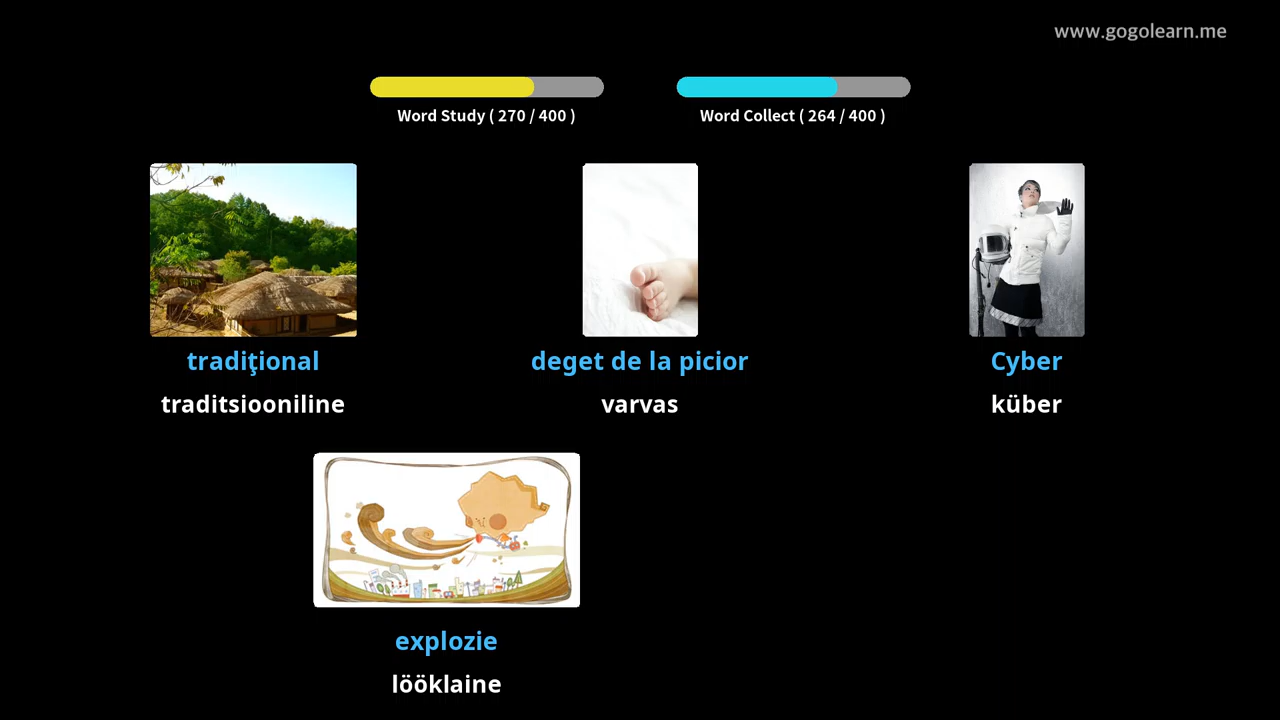 www.gogolearn.me
Word Study ( 270 / 400 )
Word Collect ( 264 / 400 )
tradiţional
deget de la picior
Cyber
traditsiooniline
varvas
küber
explozie
lööklaine